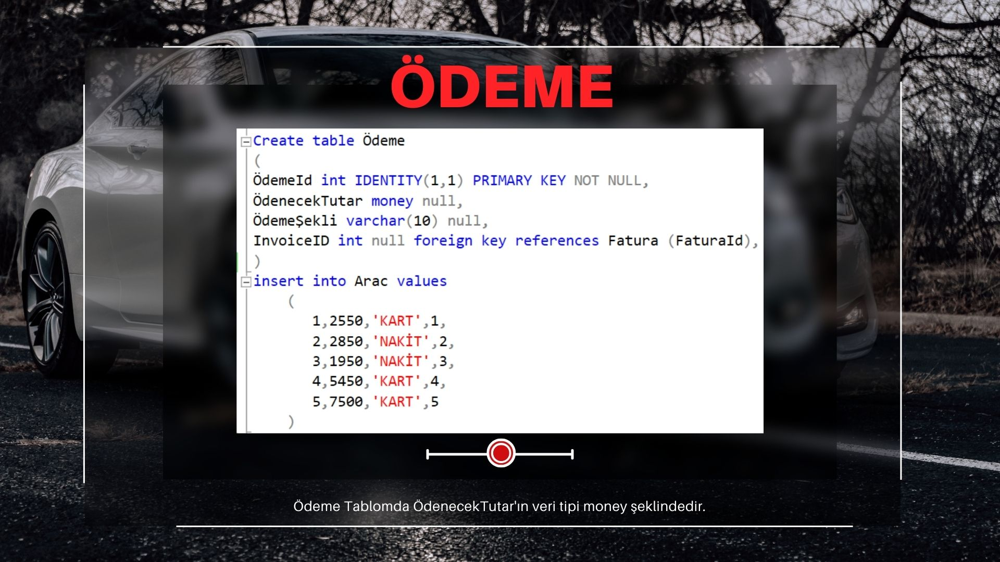 ÖDEME
Create table Ödeme
(
ÖdemeId int IDENTITY(1,1) PRIMARY KEY NOT NULL,
ÖdenecekTutar money null,
ÖdemeŞekli varchar(10) null,
InvoiceID int null foreign key references Fatura (FaturaId),
)
insert into Arac values
(
1,2550,'KART',1,
2,2850,'NAKİT',2,
3,1950,'NAKİT',3,
4,5450,'KART',4,
5,7500,'KART',5
)
Ödeme Tablomda ÖdenecekTutar'ın veri tipi money şeklindedir.